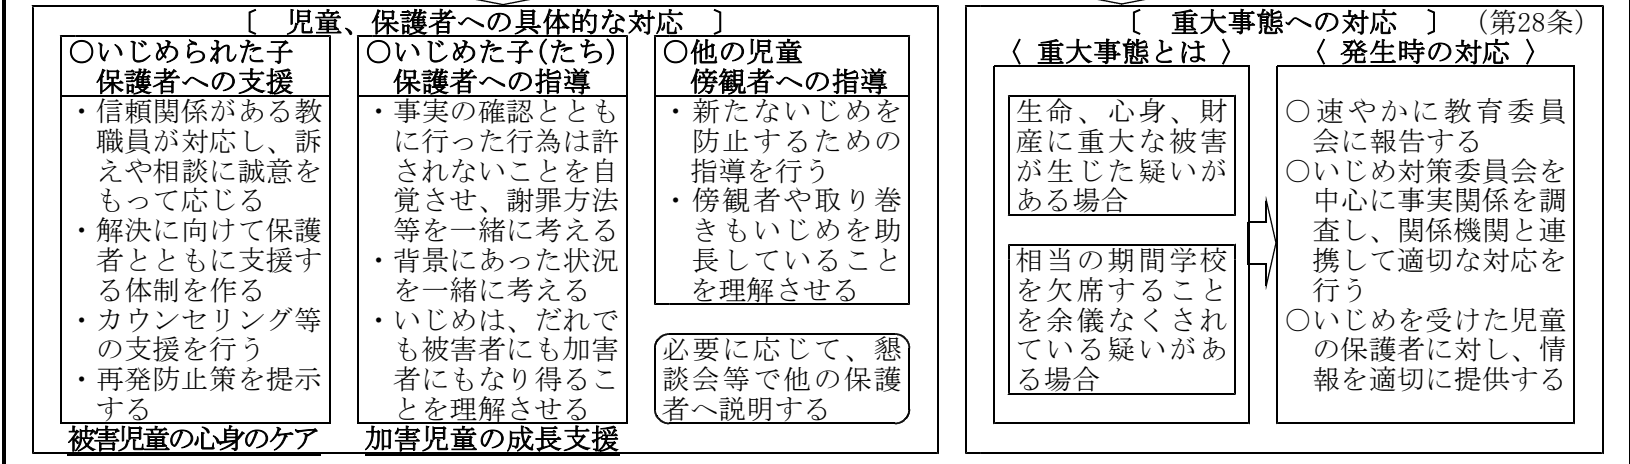 〔 児童、保護者への具体的な対応 〕
○いじめられた子
保護者への支援
・信頼関係がある教
職員が対応し、訴
えや相談に誠意を
もって応じる
・解決に向けて保護
者とともに支援す
る体制を作る
・カウンセリング等
の支援を行う
・再発防止策を提示
する
被害児童の心身のケア
○いじめた子(たち)
保護者への指導
・事実の確認ととも
に行った行為は許
されないことを自
覚させ、謝罪方法
等を一緒に考える
・背景にあった状況
を一緒に考える
・いじめは、だれで
も被害者にも加害
者にもなり得るこ
とを理解させる
加害児童の成長支援
○他の児童
傍観者への指導
・新たないじめを
防止するための
指導を行う
・傍観者や取り巻
きもいじめを助
長していること
を理解させる
必要に応じて、懇
談会等で他の保護
者へ説明する
〔 重大事態への対応 〕 (第28条)
〈 重大事態とは 〉
生命、心身、財
産に重大な被害
が生じた疑いが
ある場合
相当の期間学校
を欠席すること
を余儀なくされ
ている疑いがあ
る場合
〈 発生時の対応 〉
○速やかに教育委員
会に報告する
○いじめ対策委員会を
中心に事実関係を調
査し、関係機関と連
携して適切な対応を
行う
○いじめを受けた児童
の保護者に対し、情
報を適切に提供する